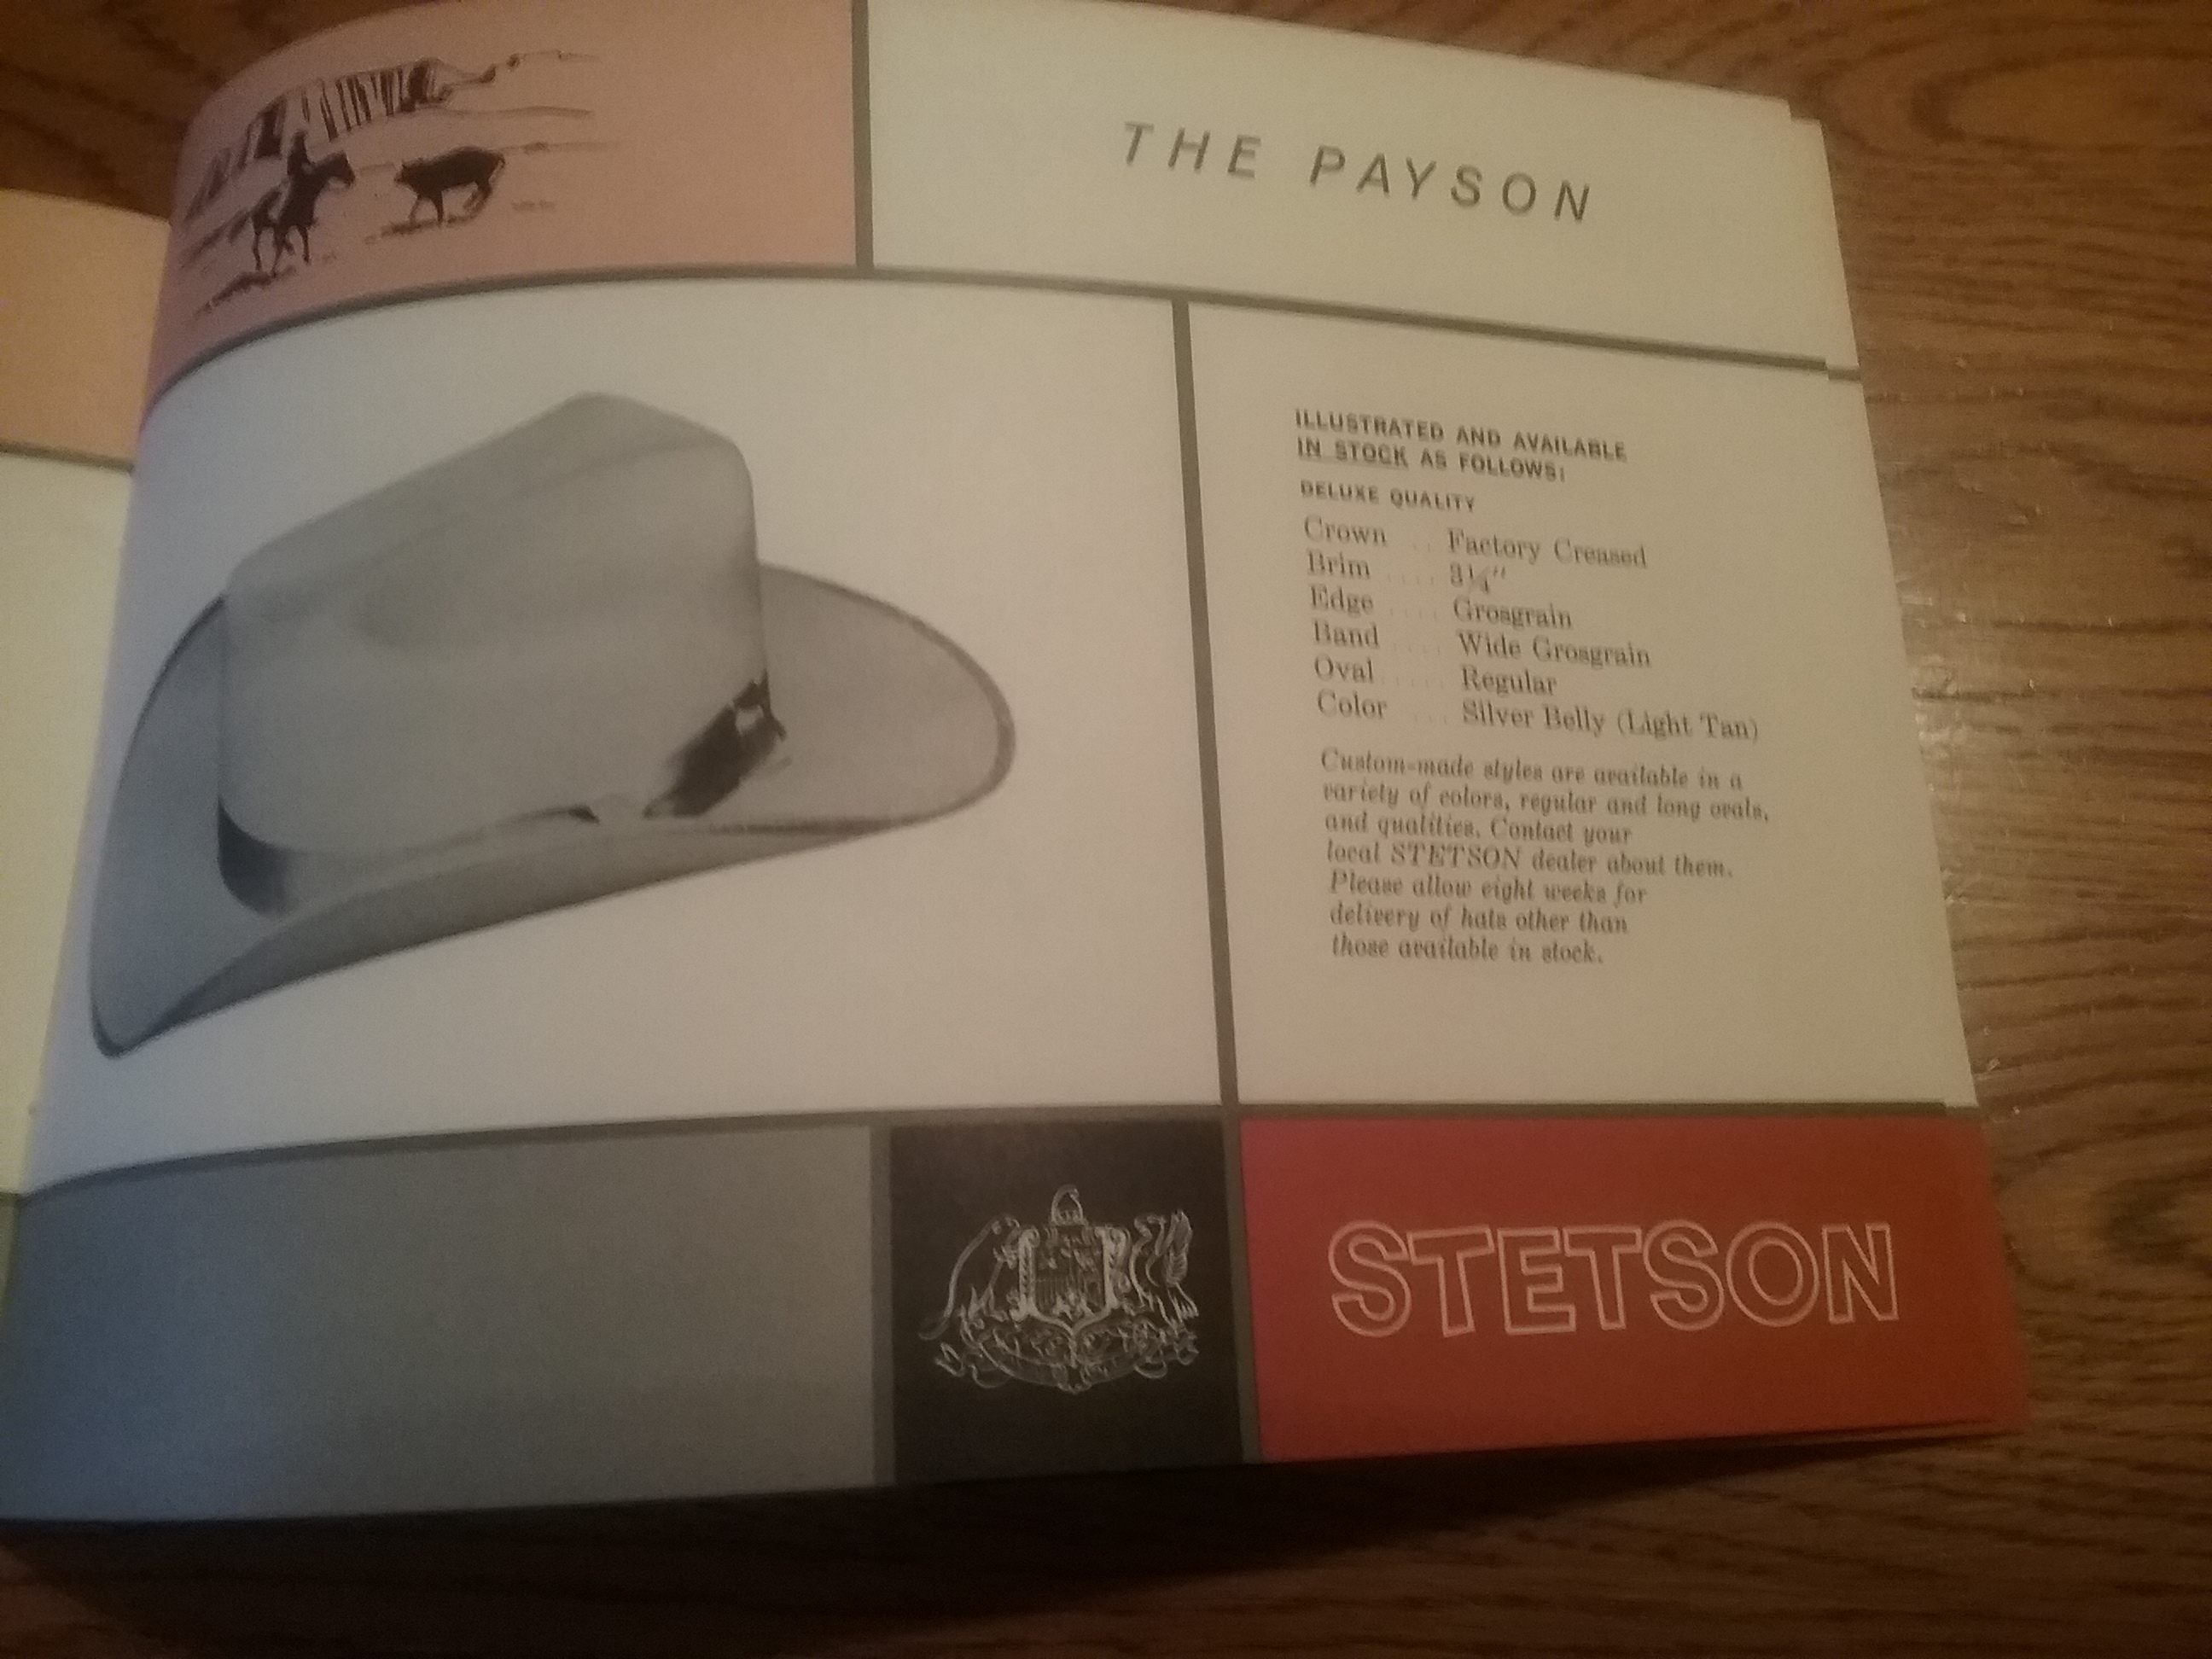 THE PAYSON
ILLUSTRATED AND AVAILABLE
IN STOCK AS FOLLOWS:
DELUXE QUALITY
Crown .. Factory Creased
Brim .... 3¼"
Edge .... Grosgrain
Band .... Wide Grosgrain
Oval .... Regular
Color ... Silver Belly (Light Tan)
Custom-made styles are available in a
variety of colors, regular and long ovals,
and qualities. Contact your
local STETSON dealer about them.
Please allow eight weeks for
delivery of hats other than
those available in stock.
STETSON